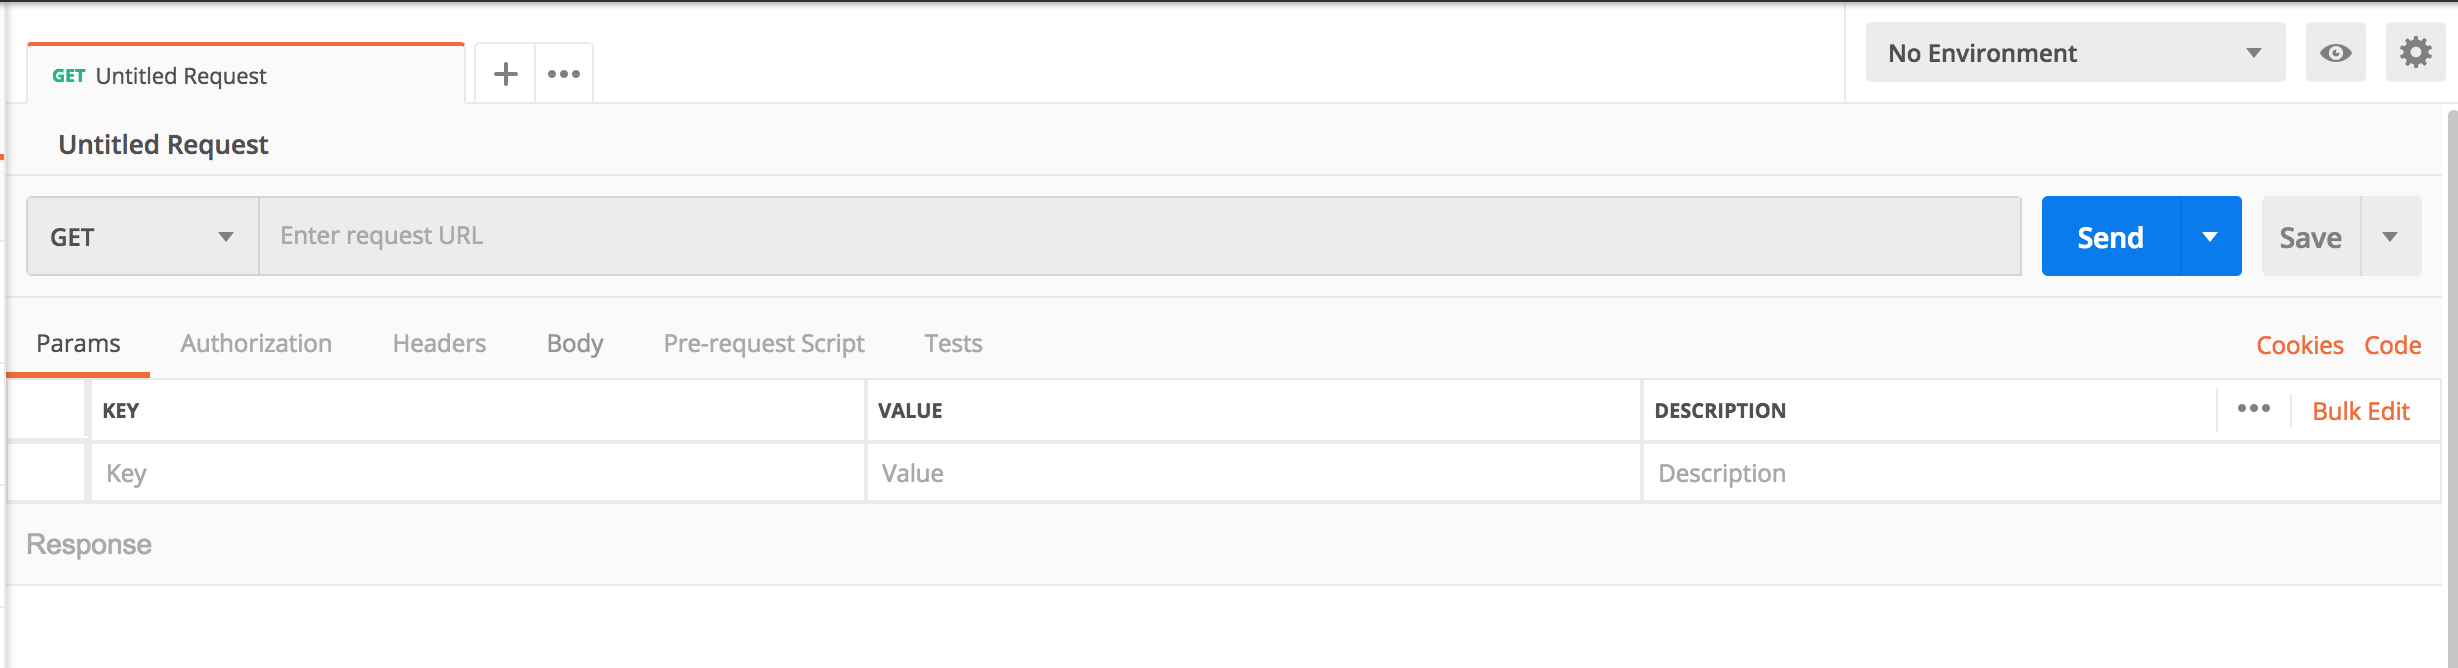 GET Untitled Request
No Environment
Untitled Request
GET Enter request URL Send Save
Params Authorization Headers Body Pre-request Script Tests Cookies Code
KEY VALUE DESCRIPTION Bulk Edit
Key Value Description
Response